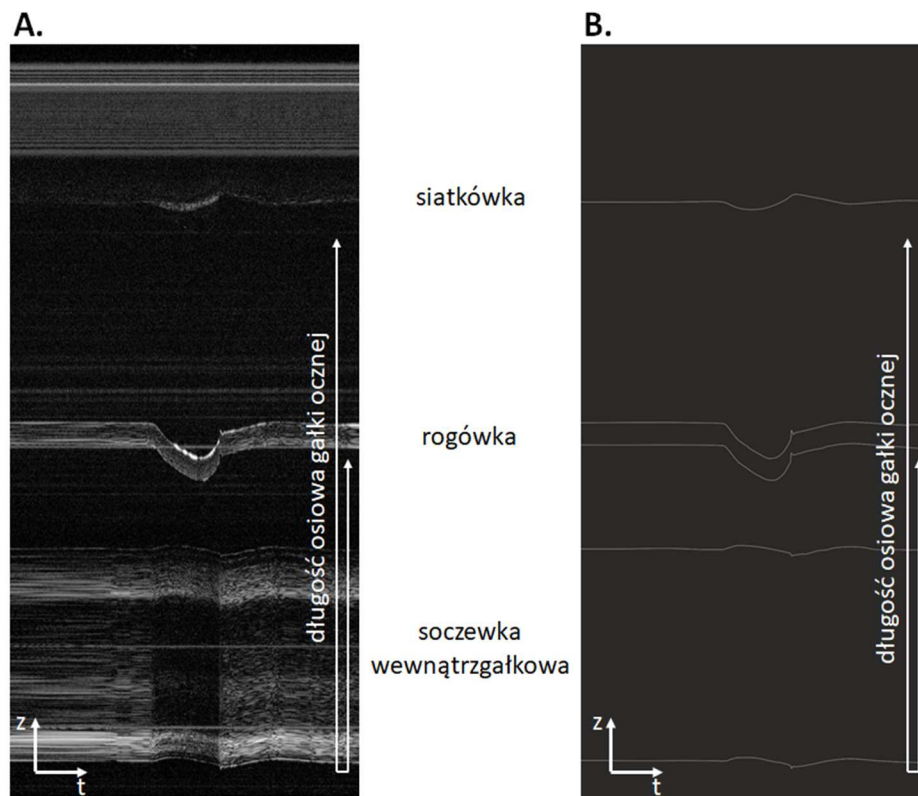 A.
B.
siatkówka
rogówka
soczewka
wewnątrzgałkowa
długość osiowa gałki ocznej
długość osiowa gałki ocznej
z
t
z
t